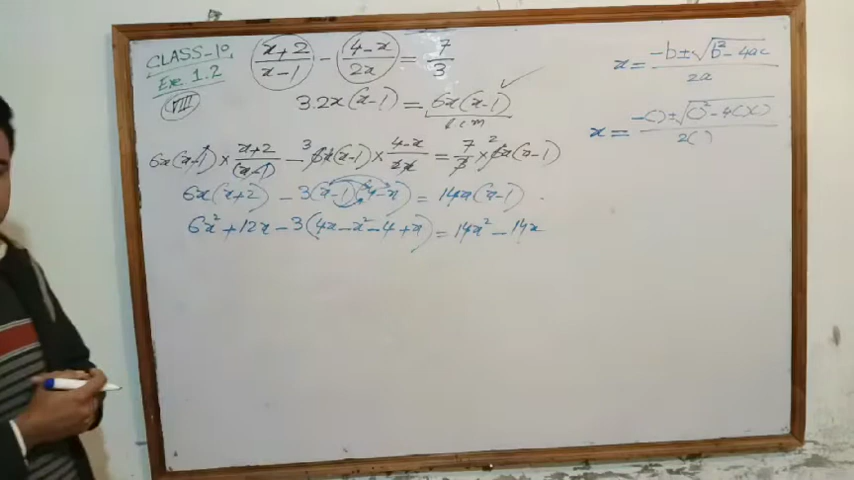 CLASS-10
Exe. 1.2
VIII
(x+2)/(x-1) - (4-x)/(2x) = 7/3
3.2x(x-1) = 6x(x-1)
L.c.m
6x(x-1) × (x+2)/(x-1) - 3 6x(x-1) × (4-x)/(2x) = 7/3 × 2 6x(x-1)
6x(x+2) - 3(x-1)(4-x) = 14x(x-1)
6x² + 12x - 3(4x - x² - 4 + x) = 14x² - 14x
x = (-b ± √(b² - 4ac))/(2a)
x = (-( ) ± √(( )² - 4( )( )))/(2( ))